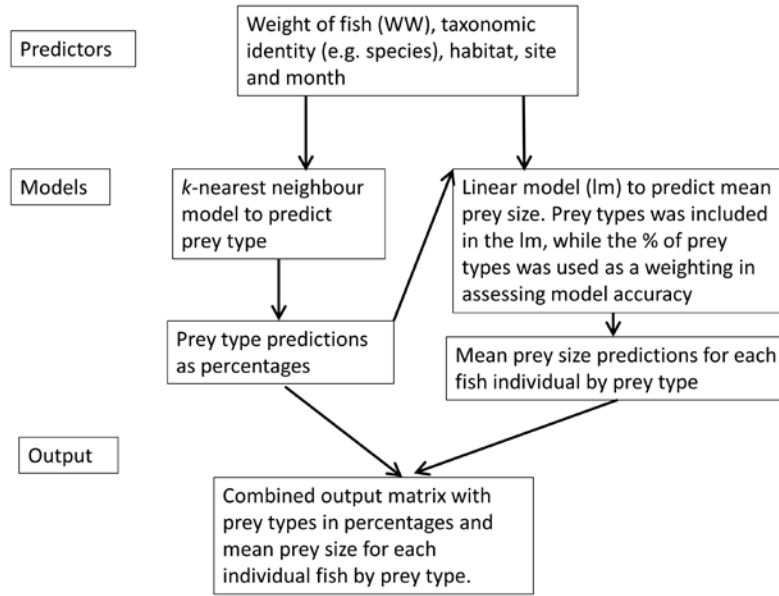 Predictors
Weight of fish (WW), taxonomic
identity (e.g. species), habitat, site
and month
Models
k-nearest neighbour
model to predict
prey type
Linear model (lm) to predict mean
prey size. Prey types was included
in the lm, while the % of prey
types was used as a weighting in
assessing model accuracy
Prey type predictions
as percentages
Mean prey size predictions for each
fish individual by prey type
Output
Combined output matrix with
prey types in percentages and
mean prey size for each
individual fish by prey type.